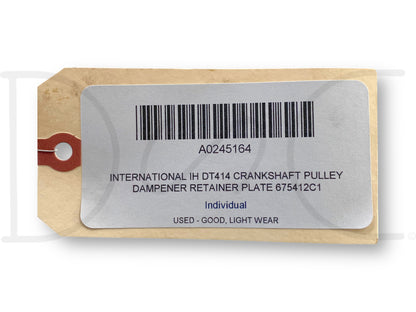 A0245164
INTERNATIONAL IH DT414 CRANKSHAFT PULLEY
DAMPENER RETAINER PLATE 675412C1
Individual
USED - GOOD, LIGHT WEAR